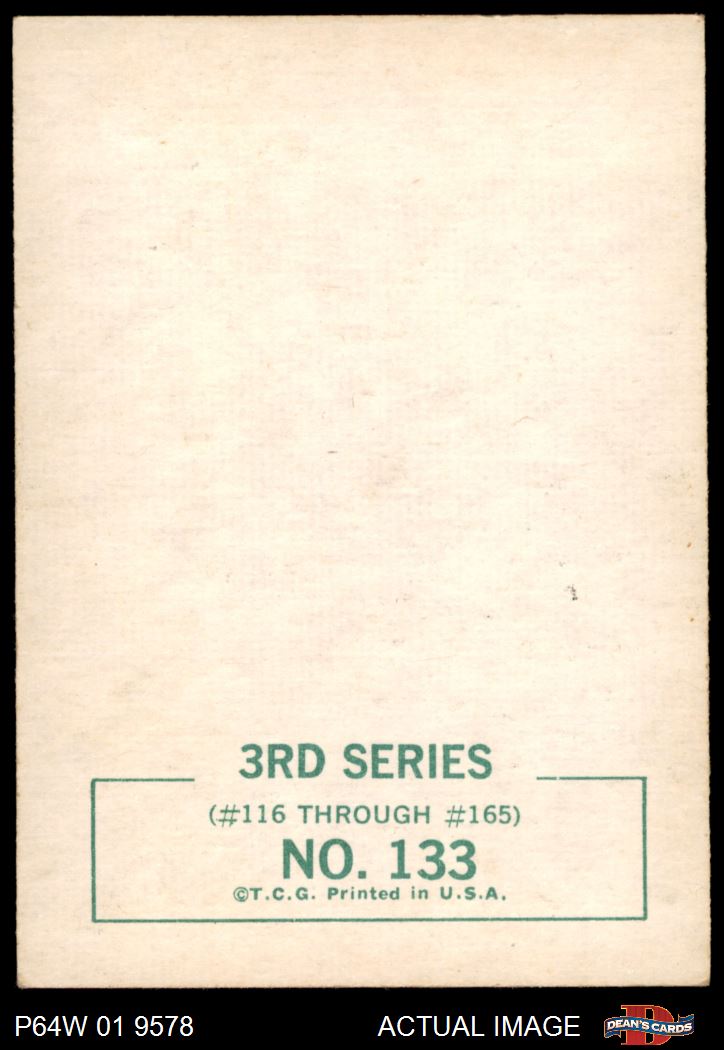 3RD SERIES
(#116 THROUGH #165)
NO. 133
©T.C.G. Printed in U.S.A.
P64W 01 9578
ACTUAL IMAGE
DEAN'S CARDS